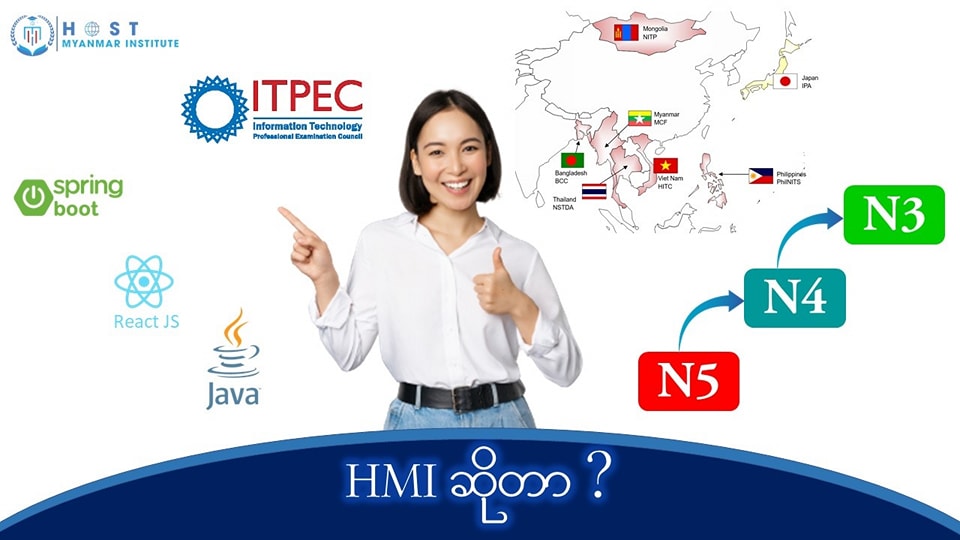 HOST
MYANMAR INSTITUTE
ITPEC
Information Technology
Professional Examination Council
spring
boot
React JS
Java
Mongolia
NITP
Japan
IPA
Myanmar
MCF
Bangladesh
BCC
Thailand
NSTDA
Viet Nam
HITC
Philippines
PhilNITS
N3
N4
N5
HMI ဆိုတာ ?